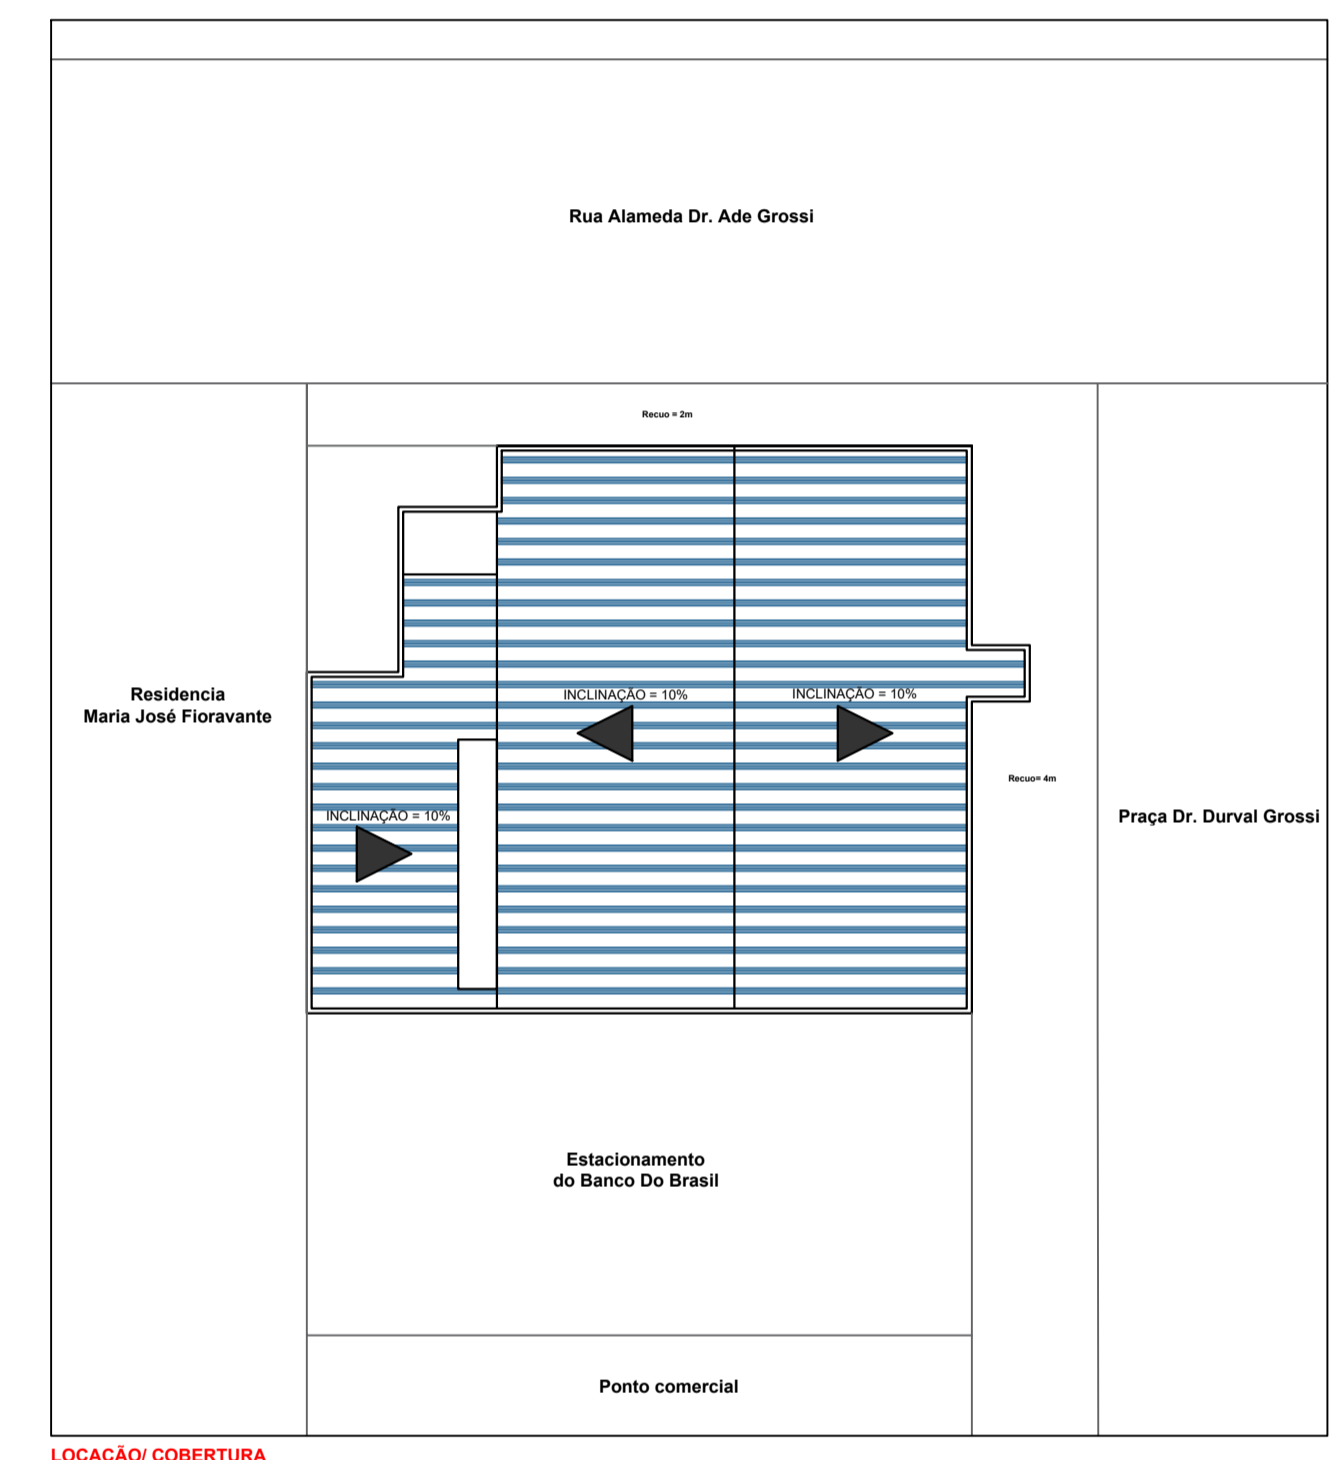 Rua Alameda Dr. Ade Grossi
Recuo = 2m
Residencia
Maria José Fioravante
INCLINAÇÃO = 10%
INCLINAÇÃO = 10%
Recuo= 4m
INCLINAÇÃO = 10%
Praça Dr. Durval Grossi
Estacionamento
do Banco Do Brasil
Ponto comercial
LOCAÇÃO/ COBERTURA